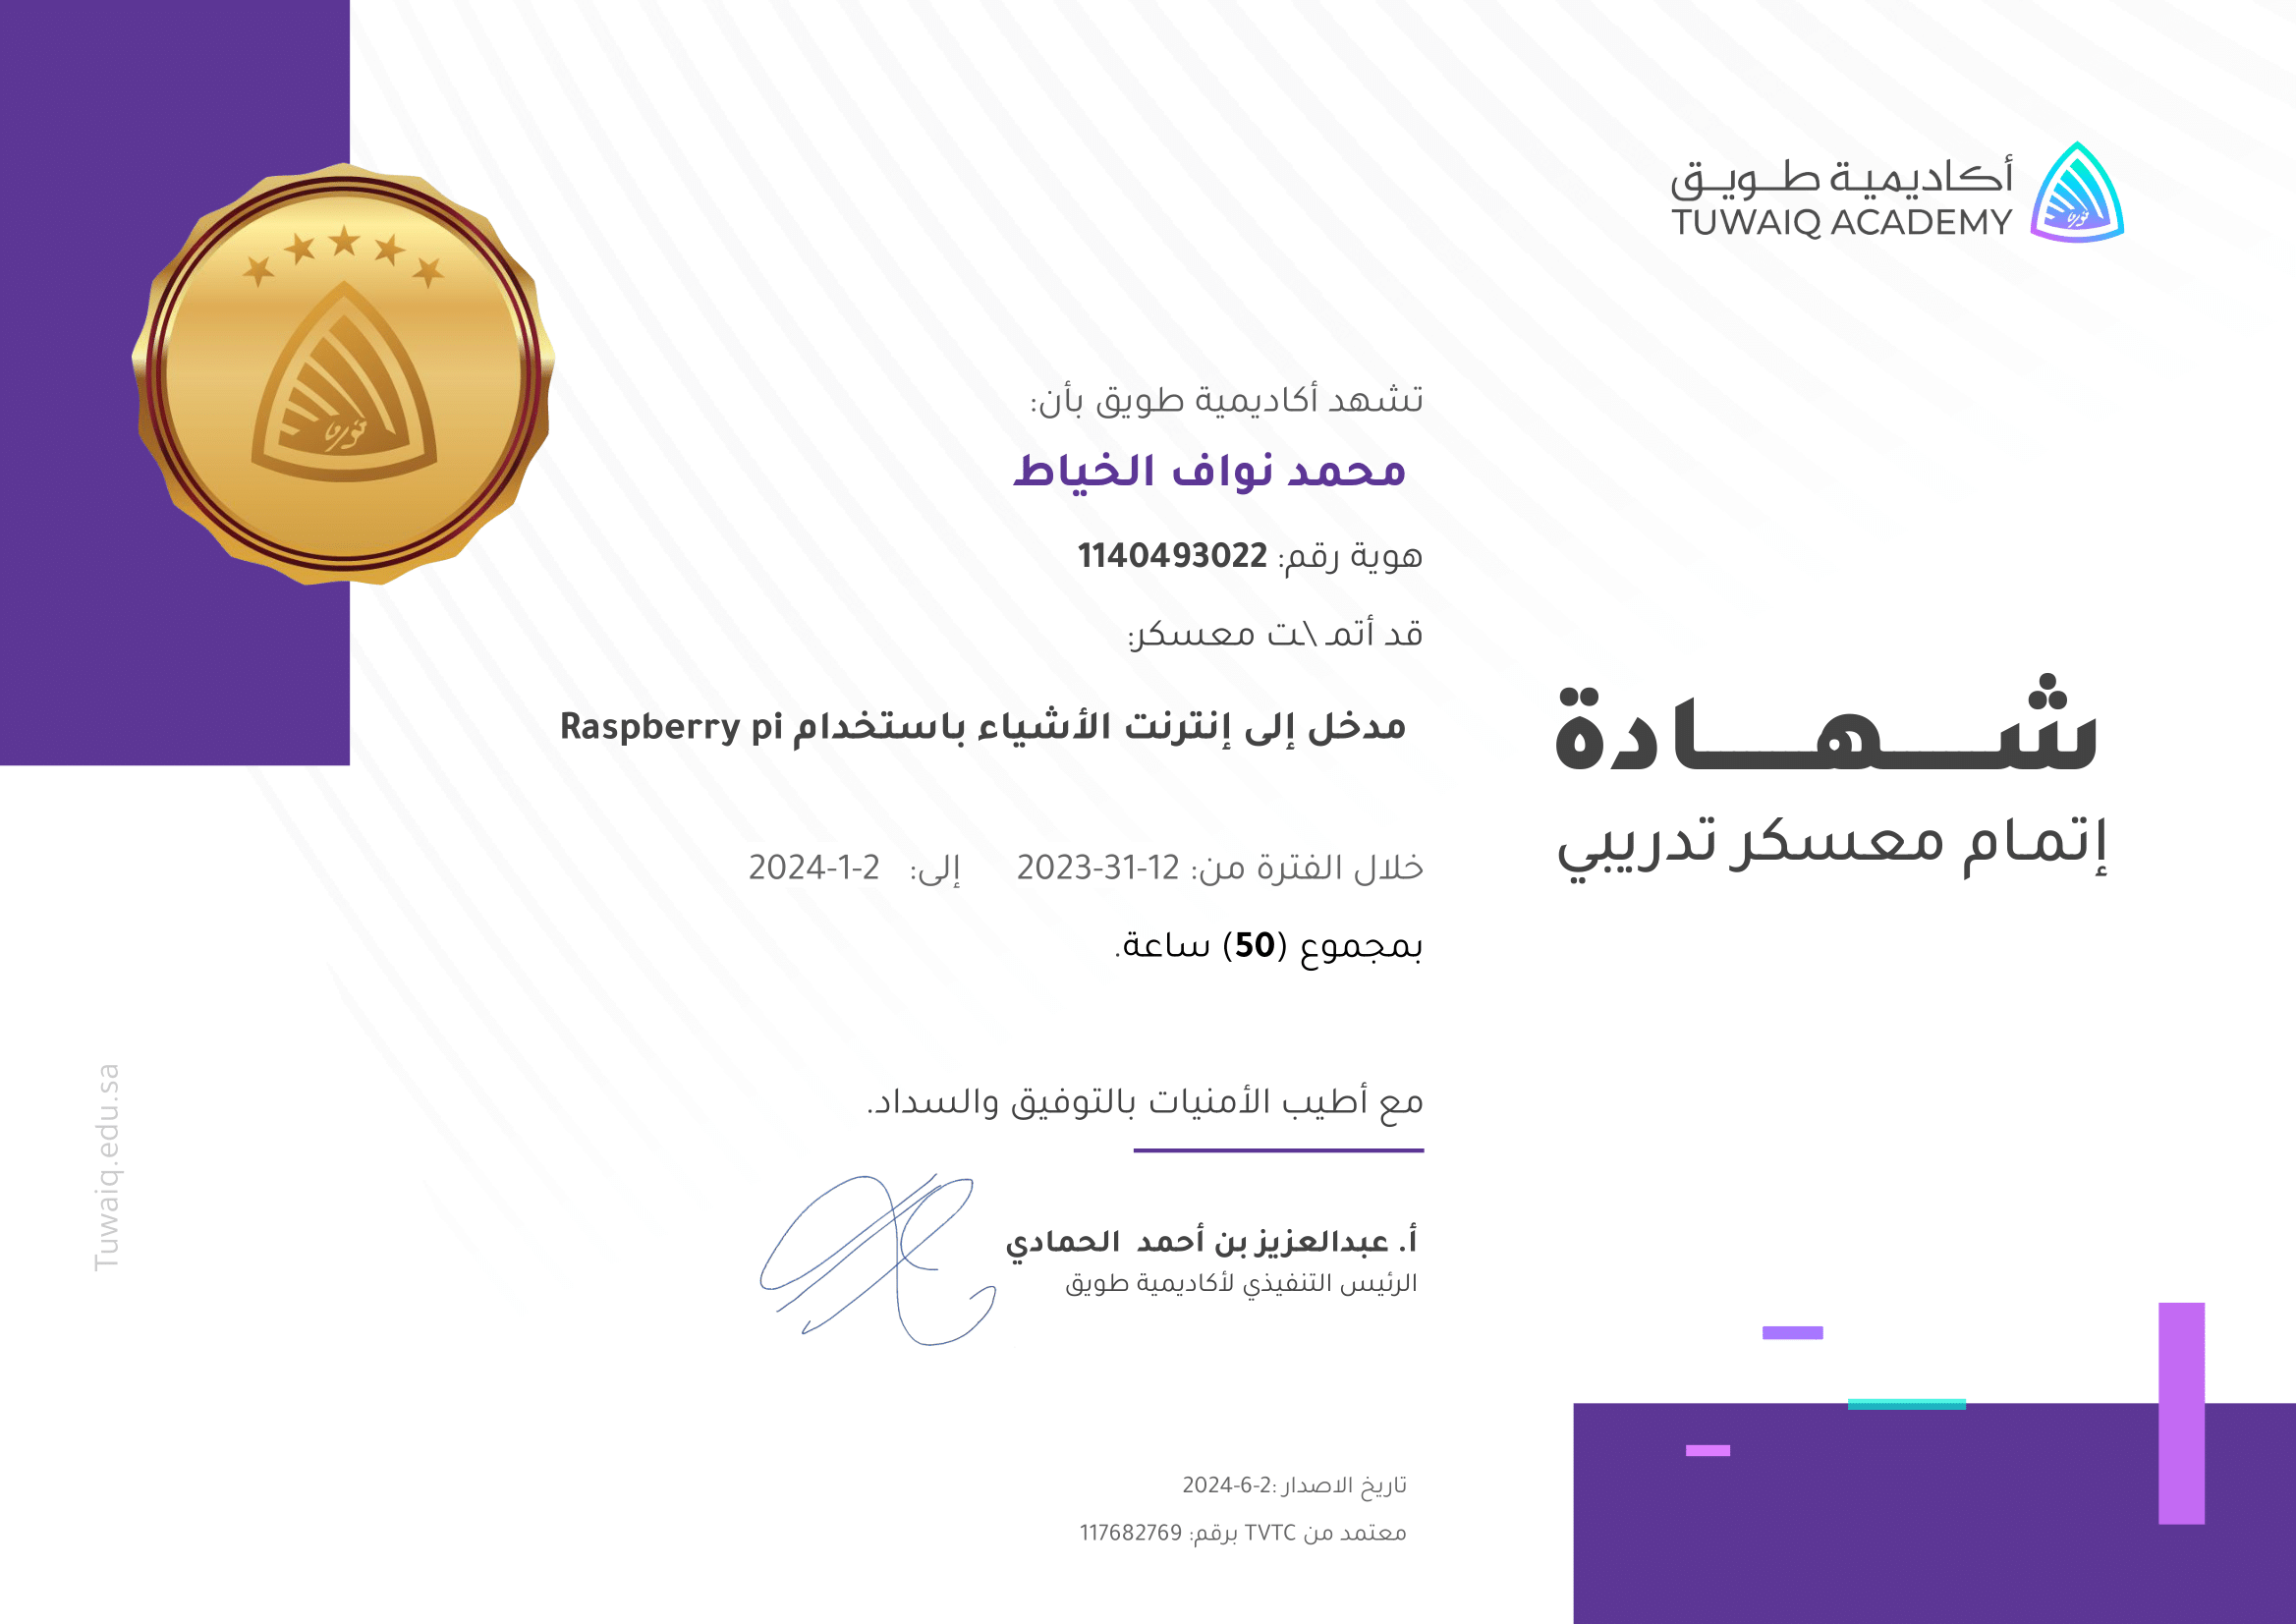 أكاديمية طويق
TUWAIQ ACADEMY
شهادة
إتمام معسكر تدريبي
تشهد أكاديمية طويق بأن:
محمد نواف الخياط
هوية رقم: 1140493022
قد أتمـ \ـت معسكر:
مدخل إلى إنترنت الأشياء باستخدام Raspberry pi
خلال الفترة من: 12-31-2023 إلى: 2-1-2024
بمجموع (50) ساعة.
مع أطيب الأمنيات بالتوفيق والسداد.
أ. عبدالعزيز بن أحمد الحمادي
الرئيس التنفيذي لأكاديمية طويق
تاريخ الاصدار :2-6-2024
معتمد من TVTC برقم: 117682769
Tuwaiq.edu.sa